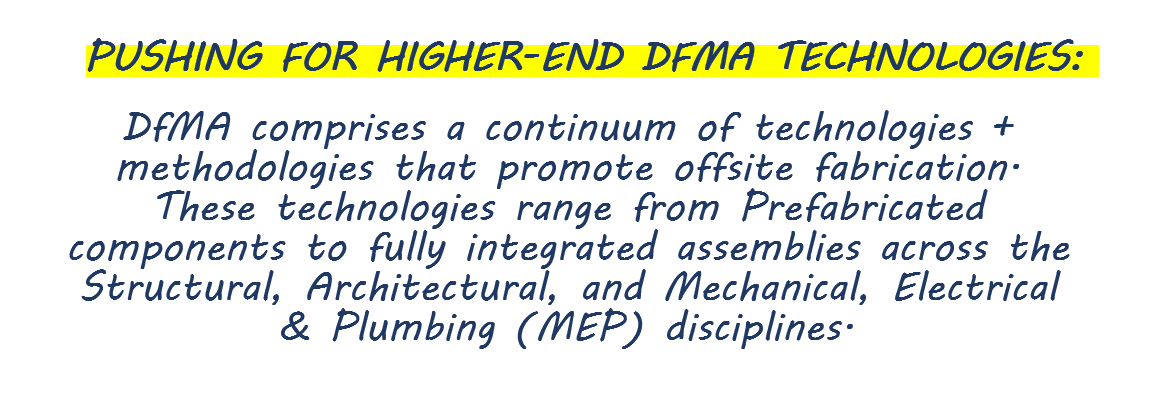 PUSHING FOR HIGHER-END DFMA TECHNOLOGIES:
DfMA comprises a continuum of technologies +
methodologies that promote offsite fabrication.
These technologies range from Prefabricated
components to fully integrated assemblies across the
Structural, Architectural, and Mechanical, Electrical
& Plumbing (MEP) disciplines.